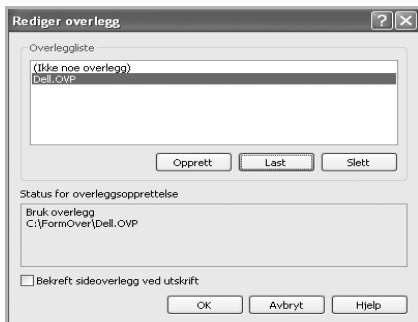 Rediger overlegg
Overleggliste
(Ikke noe overlegg)
Dell.OVP
Opprett Last Slett
Status for overleggsopprettelse
Bruk overlegg
C:\FormOver\Dell.OVP
Bekreft sideoverlegg ved utskrift
OK Avbryt Hjelp